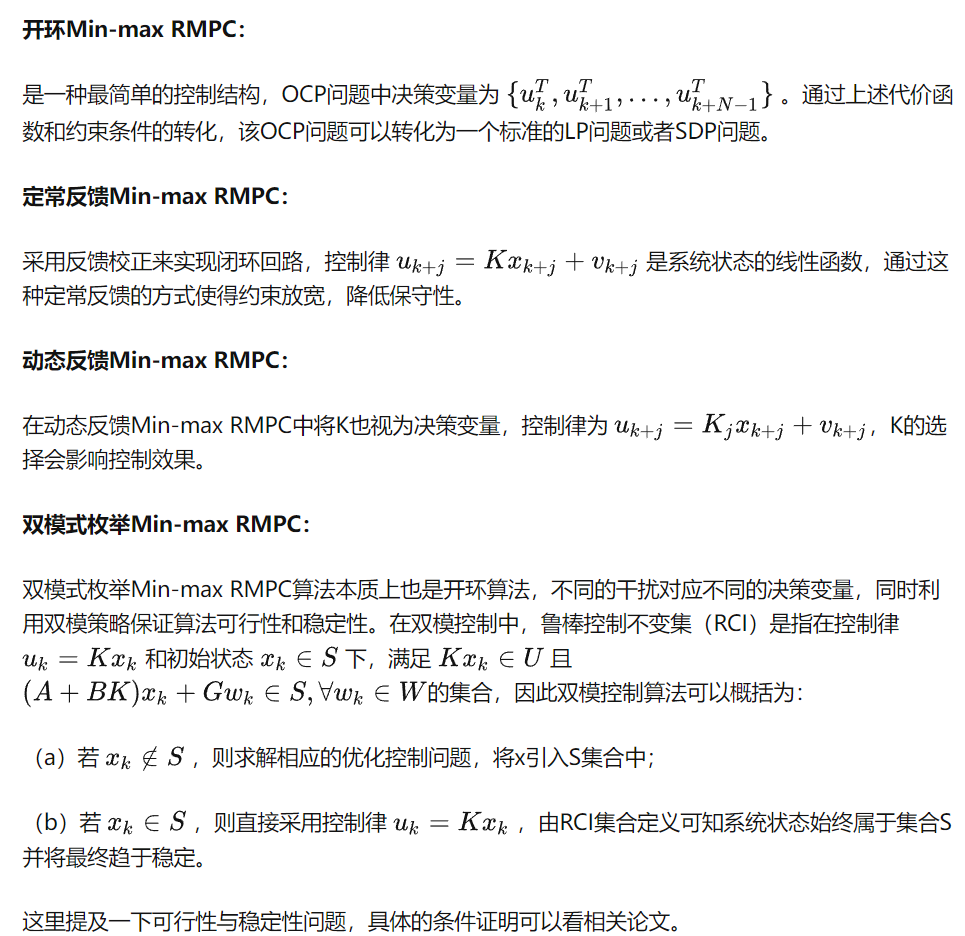 开环Min-max RMPC：
是一种最简单的控制结构，OCP问题中决策变量为 $\{u_k^T, u_{k+1}^T, \ldots, u_{k+N-1}^T\}$ 。通过上述代价函
数和约束条件的转化，该OCP问题可以转化为一个标准的LP问题或者SDP问题。
定常反馈Min-max RMPC：
采用反馈校正来实现闭环回路，控制律 $u_{k+j} = Kx_{k+j} + v_{k+j}$ 是系统状态的线性函数，通过这
种定常反馈的方式使得约束放宽，降低保守性。
动态反馈Min-max RMPC：
在动态反馈Min-max RMPC中将K也视为决策变量，控制律为 $u_{k+j} = K_jx_{k+j} + v_{k+j}$，K的选
择会影响控制效果。
双模式枚举Min-max RMPC：
双模式枚举Min-max RMPC算法本质上也是开环算法，不同的干扰对应不同的决策变量，同时利
用双模策略保证算法可行性和稳定性。在双模控制中，鲁棒控制不变集（RCI）是指在控制律
$u_k = Kx_k$ 和初始状态 $x_k \in S$ 下，满足 $Kx_k \in U$ 且
$(A + BK)x_k + Gw_k \in S, \forall w_k \in W$的集合，因此双模控制算法可以概括为：
（a）若 $x_k \notin S$ ，则求解相应的优化控制问题，将x引入S集合中；
（b）若 $x_k \in S$ ，则直接采用控制律 $u_k = Kx_k$ ，由RCI集合定义可知系统状态始终属于集合S
并将最终趋于稳定。
这里提及一下可行性与稳定性问题，具体的条件证明可以看相关论文。